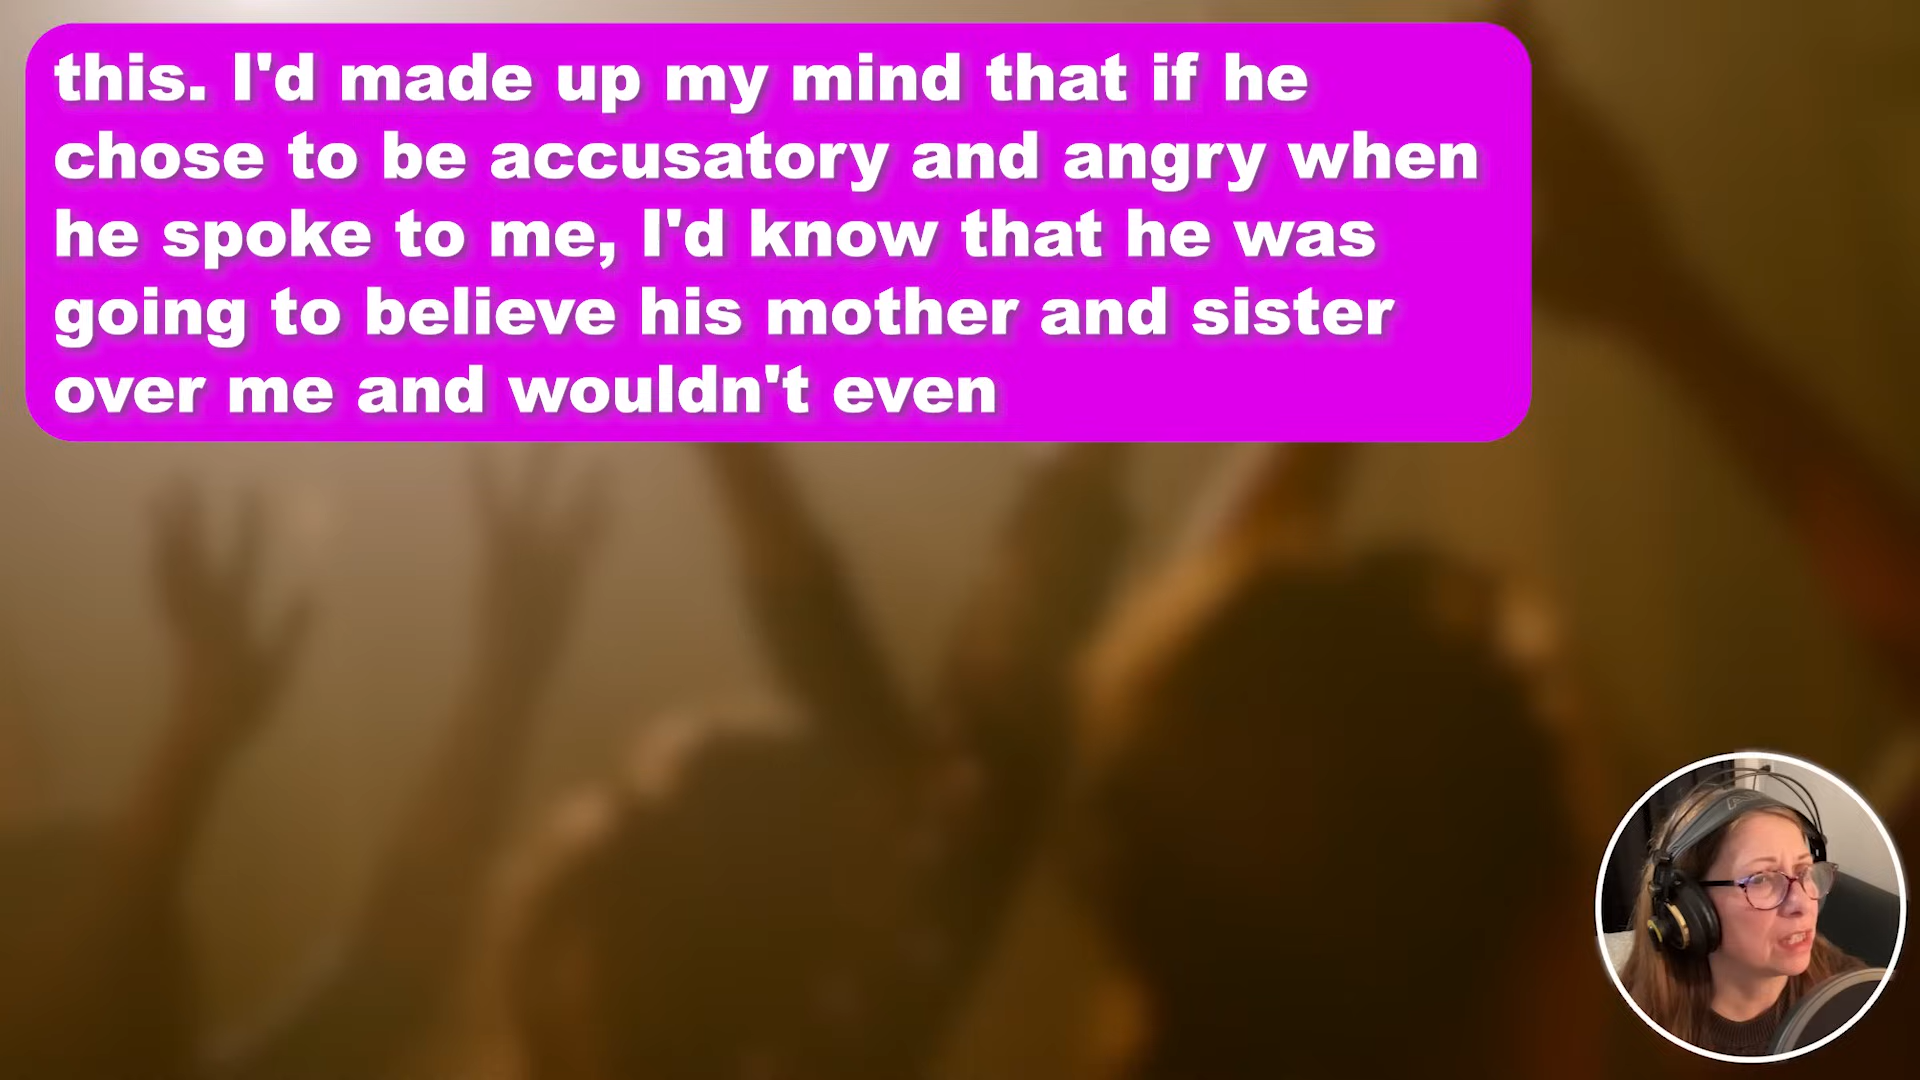 this. I'd made up my mind that if he
chose to be accusatory and angry when
he spoke to me, I'd know that he was
going to believe his mother and sister
over me and wouldn't even